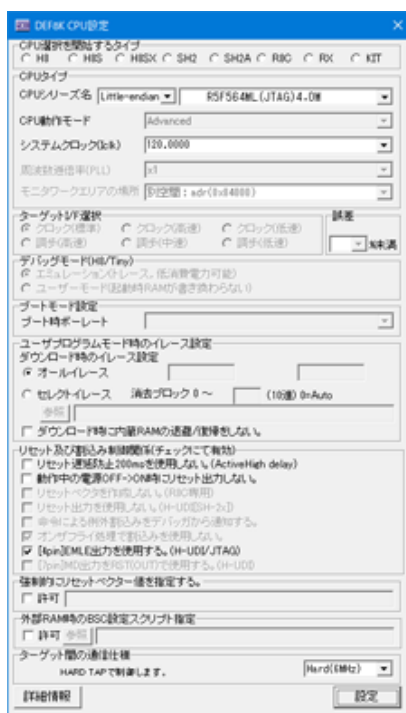 DEF8K CPU設定
CPU選択を開始するタイプ
H8 H8S H8SX SH2 SH2A R8C RX KIT
CPUタイプ
CPUシリーズ名 Little-endian R5F564ML(JTAG)4.0W
CPU動作モード Advanced
システムクロック(Iclk) 120.0000
周波数逓倍率(PLL) x1
モニタワークエリアの場所 別空間:adr(0x84000)
ターゲットI/F選択
クロック(標準) クロック(高速) クロック(低速)
調歩(高速) 調歩(中速) 調歩(低速)
誤差
%未満
デバッグモード(H8/Tiny)
エミュレーション(トレース、低消費電力可能)
ユーザーモード(起動時RAMが書き換わらない)
ブートモード設定
ブート時ボーレート
ユーザプログラムモード時のイレース設定
ダウンロード時のイレース設定
オールイレース
セレクトイレース 消去ブロック 0 ～ (10進) 0=Auto
参照
ダウンロード時に内蔵RAMの退避/復帰をしない。
リセット及び割込み制御関係(チェックにて有効)
リセット遅延防止200msを使用しない。(ActiveHigh delay)
動作中の電源OFF->ON時にリセット出力しない。
リセットベクタを作成しない。(R8C専用)
リセット出力を使用しない。(H-UDI[SH-2x])
命令による例外割込みをデバッガから通知する。
オンザフライ処理で割込みを使用しない。
[4pin]EMLE出力を使用する。(H-UDI/JTAG)
[7pin]MD出力をRST(OUT)で使用する。(H-UDI)
強制的にリセットベクター値を指定する。
許可
外部RAM時のBSC設定スクリプト指定
許可 参照
ターゲット間の通信仕様
HARD TAPで制御します。
Hard(6MHz)
詳細情報
設定